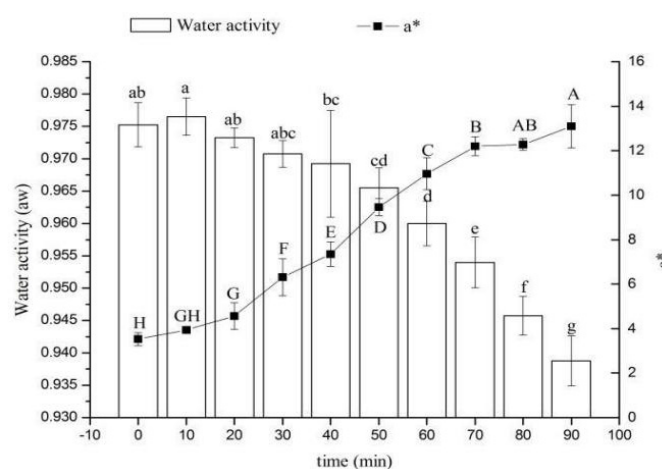 Water activity
a*
0.985
0.980
0.975
0.970
0.965
0.960
0.955
0.950
0.945
0.940
0.935
0.930
Water activity (aw)
16
14
12
10
8
6
4
2
0
a*
ab
a
ab
abc
bc
cd
d
e
f
g
H
GH
G
F
E
D
C
B
AB
A
-10 0 10 20 30 40 50 60 70 80 90 100
time (min)